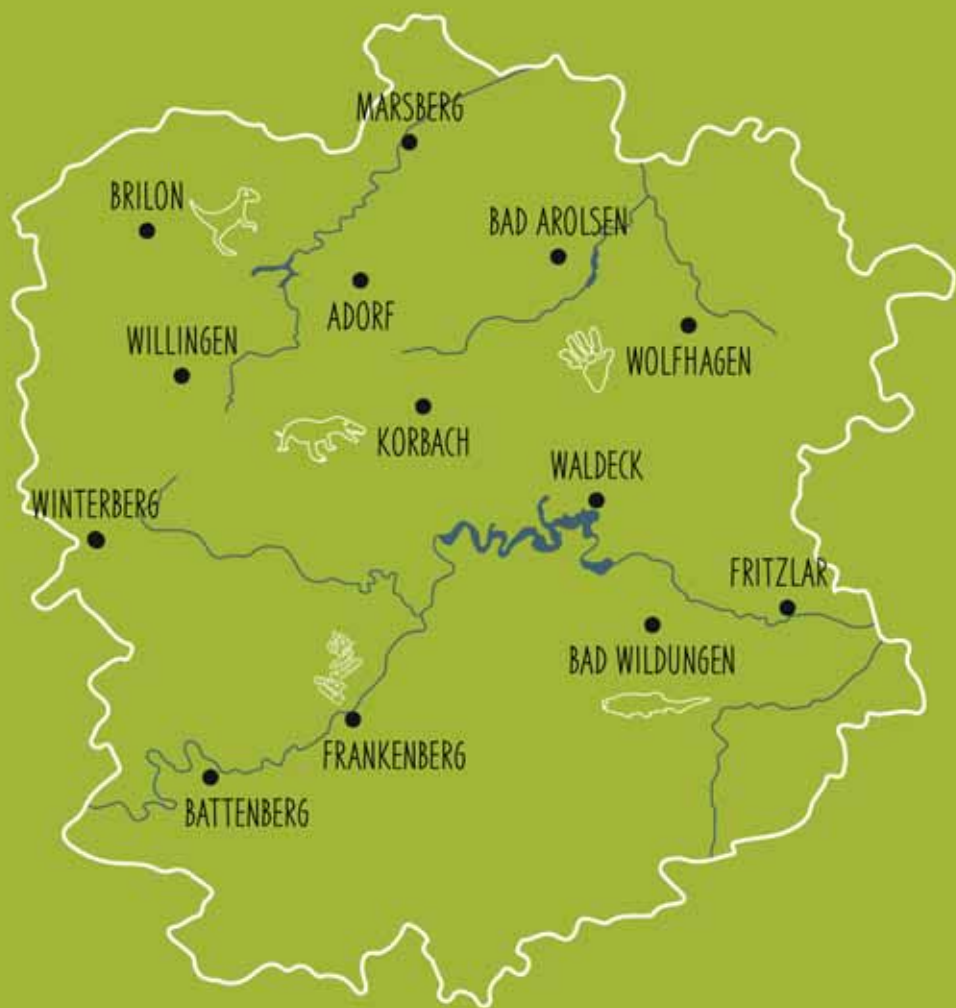 MARSBERG
BRILON
BAD AROLSEN
ADORF
WILLINGEN
WOLFHAGEN
KORBACH
WALDECK
WINTERBERG
FRITZLAR
BAD WILDUNGEN
FRANKENBERG
BATTENBERG